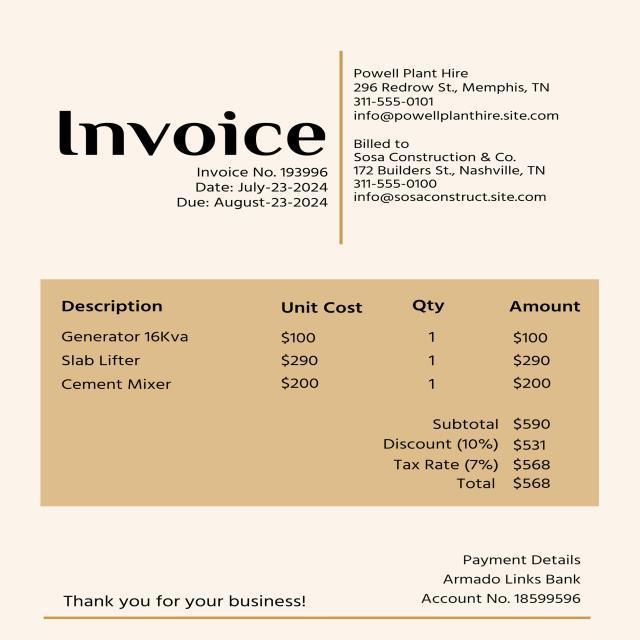 Invoice
Invoice No. 193996
Date: July-23-2024
Due: August-23-2024
Powell Plant Hire
296 Redrow St., Memphis, TN
311-555-0101
info@powellplanthire.site.com
Billed to
Sosa Construction & Co.
172 Builders St., Nashville, TN
311-555-0100
info@sosaconstruct.site.com
Description Unit Cost Qty Amount
Generator 16Kva $100 1 $100
Slab Lifter $290 1 $290
Cement Mixer $200 1 $200
Subtotal $590
Discount (10%) $531
Tax Rate (7%) $568
Total $568
Payment Details
Armado Links Bank
Account No. 18599596
Thank you for your business!